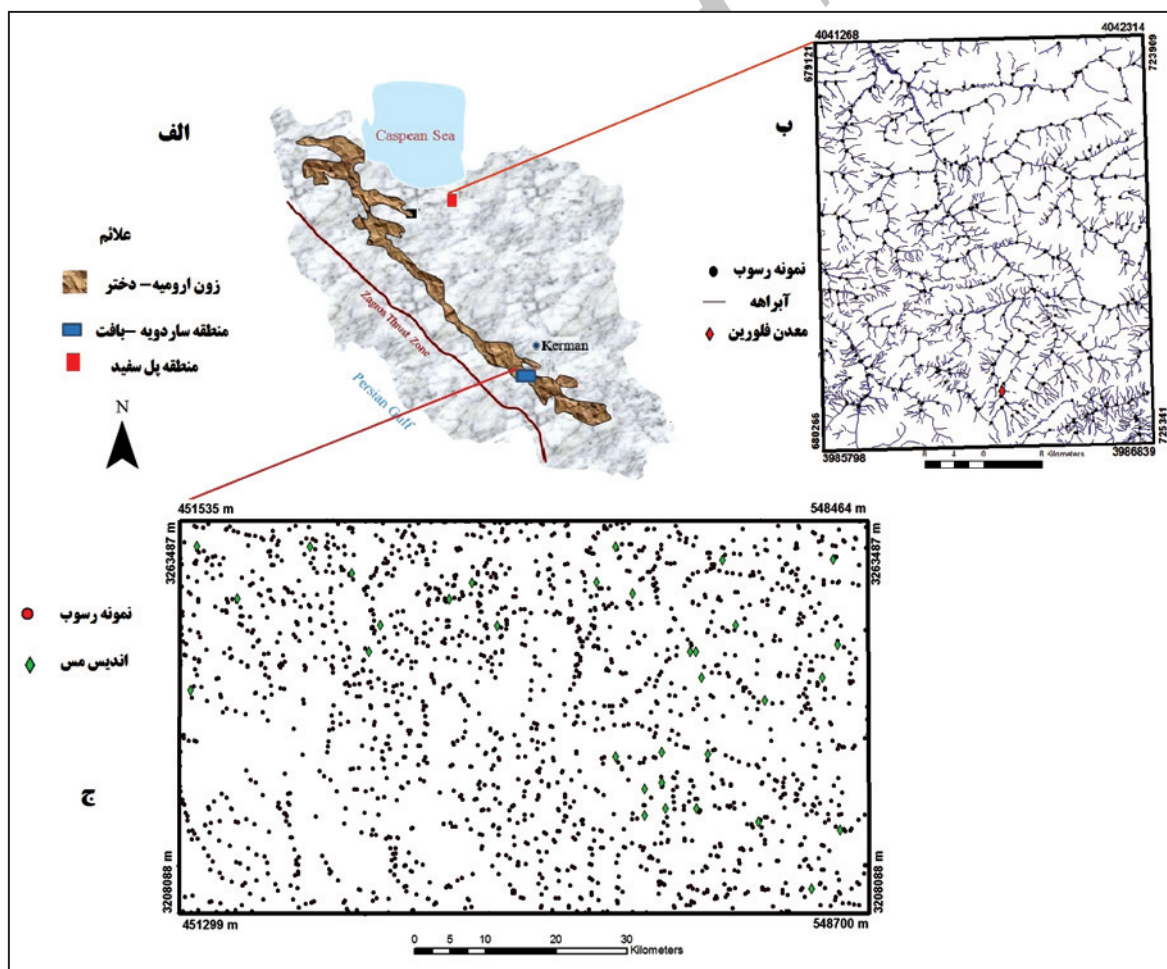 4041268
4042314
679121
723909
الف
Caspean Sea
ب
علائم
زون ارومیه– دختر
منطقه ساردویه –بافت
منطقه پل سفید
N
Zagros Thrust Zone
Kerman
Persian Gulf
نمونه رسوب
آبراهه
معدن فلورین
680266
725341
3985798
3986839
8 4 0 8 Kilometers
451535 m
548464 m
3263487 m
3263487 m
نمونه رسوب
اندیس مس
ج
3208088 m
3208088 m
451299 m
548700 m
0 5 10 20 30
Kilometers